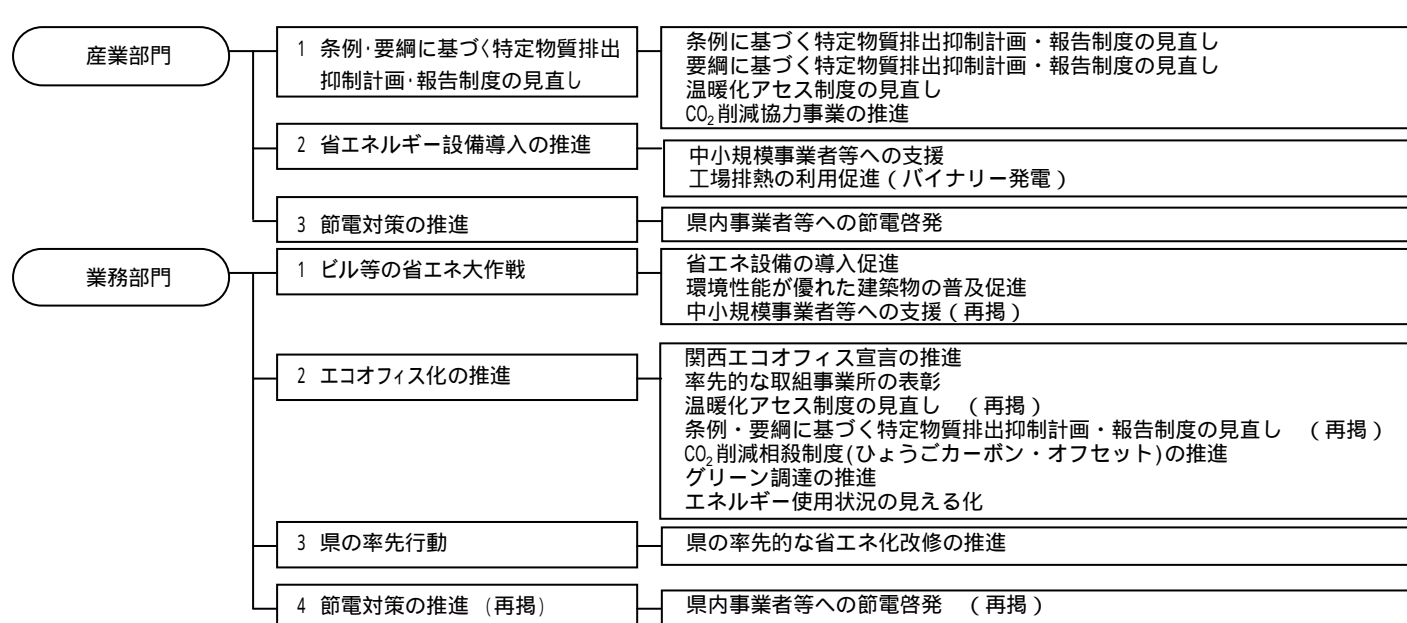 産業部門
1 条例･要綱に基づく特定物質排出
抑制計画･報告制度の見直し
条例に基づく特定物質排出抑制計画・報告制度の見直し
要綱に基づく特定物質排出抑制計画・報告制度の見直し
温暖化アセス制度の見直し
CO₂削減協力事業の推進
2 省エネルギー設備導入の推進
中小規模事業者等への支援
工場排熱の利用促進（バイナリー発電）
3 節電対策の推進
県内事業者等への節電啓発
業務部門
1 ビル等の省エネ大作戦
省エネ設備の導入促進
環境性能が優れた建築物の普及促進
中小規模事業者等への支援（再掲）
2 エコオフィス化の推進
関西エコオフィス宣言の推進
率先的な取組事業所の表彰
温暖化アセス制度の見直し　（再掲）
条例・要綱に基づく特定物質排出抑制計画・報告制度の見直し　（再掲）
CO₂削減相殺制度(ひょうごカーボン・オフセット)の推進
グリーン調達の推進
エネルギー使用状況の見える化
3 県の率先行動
県の率先的な省エネ化改修の推進
4 節電対策の推進 (再掲)
県内事業者等への節電啓発　（再掲）